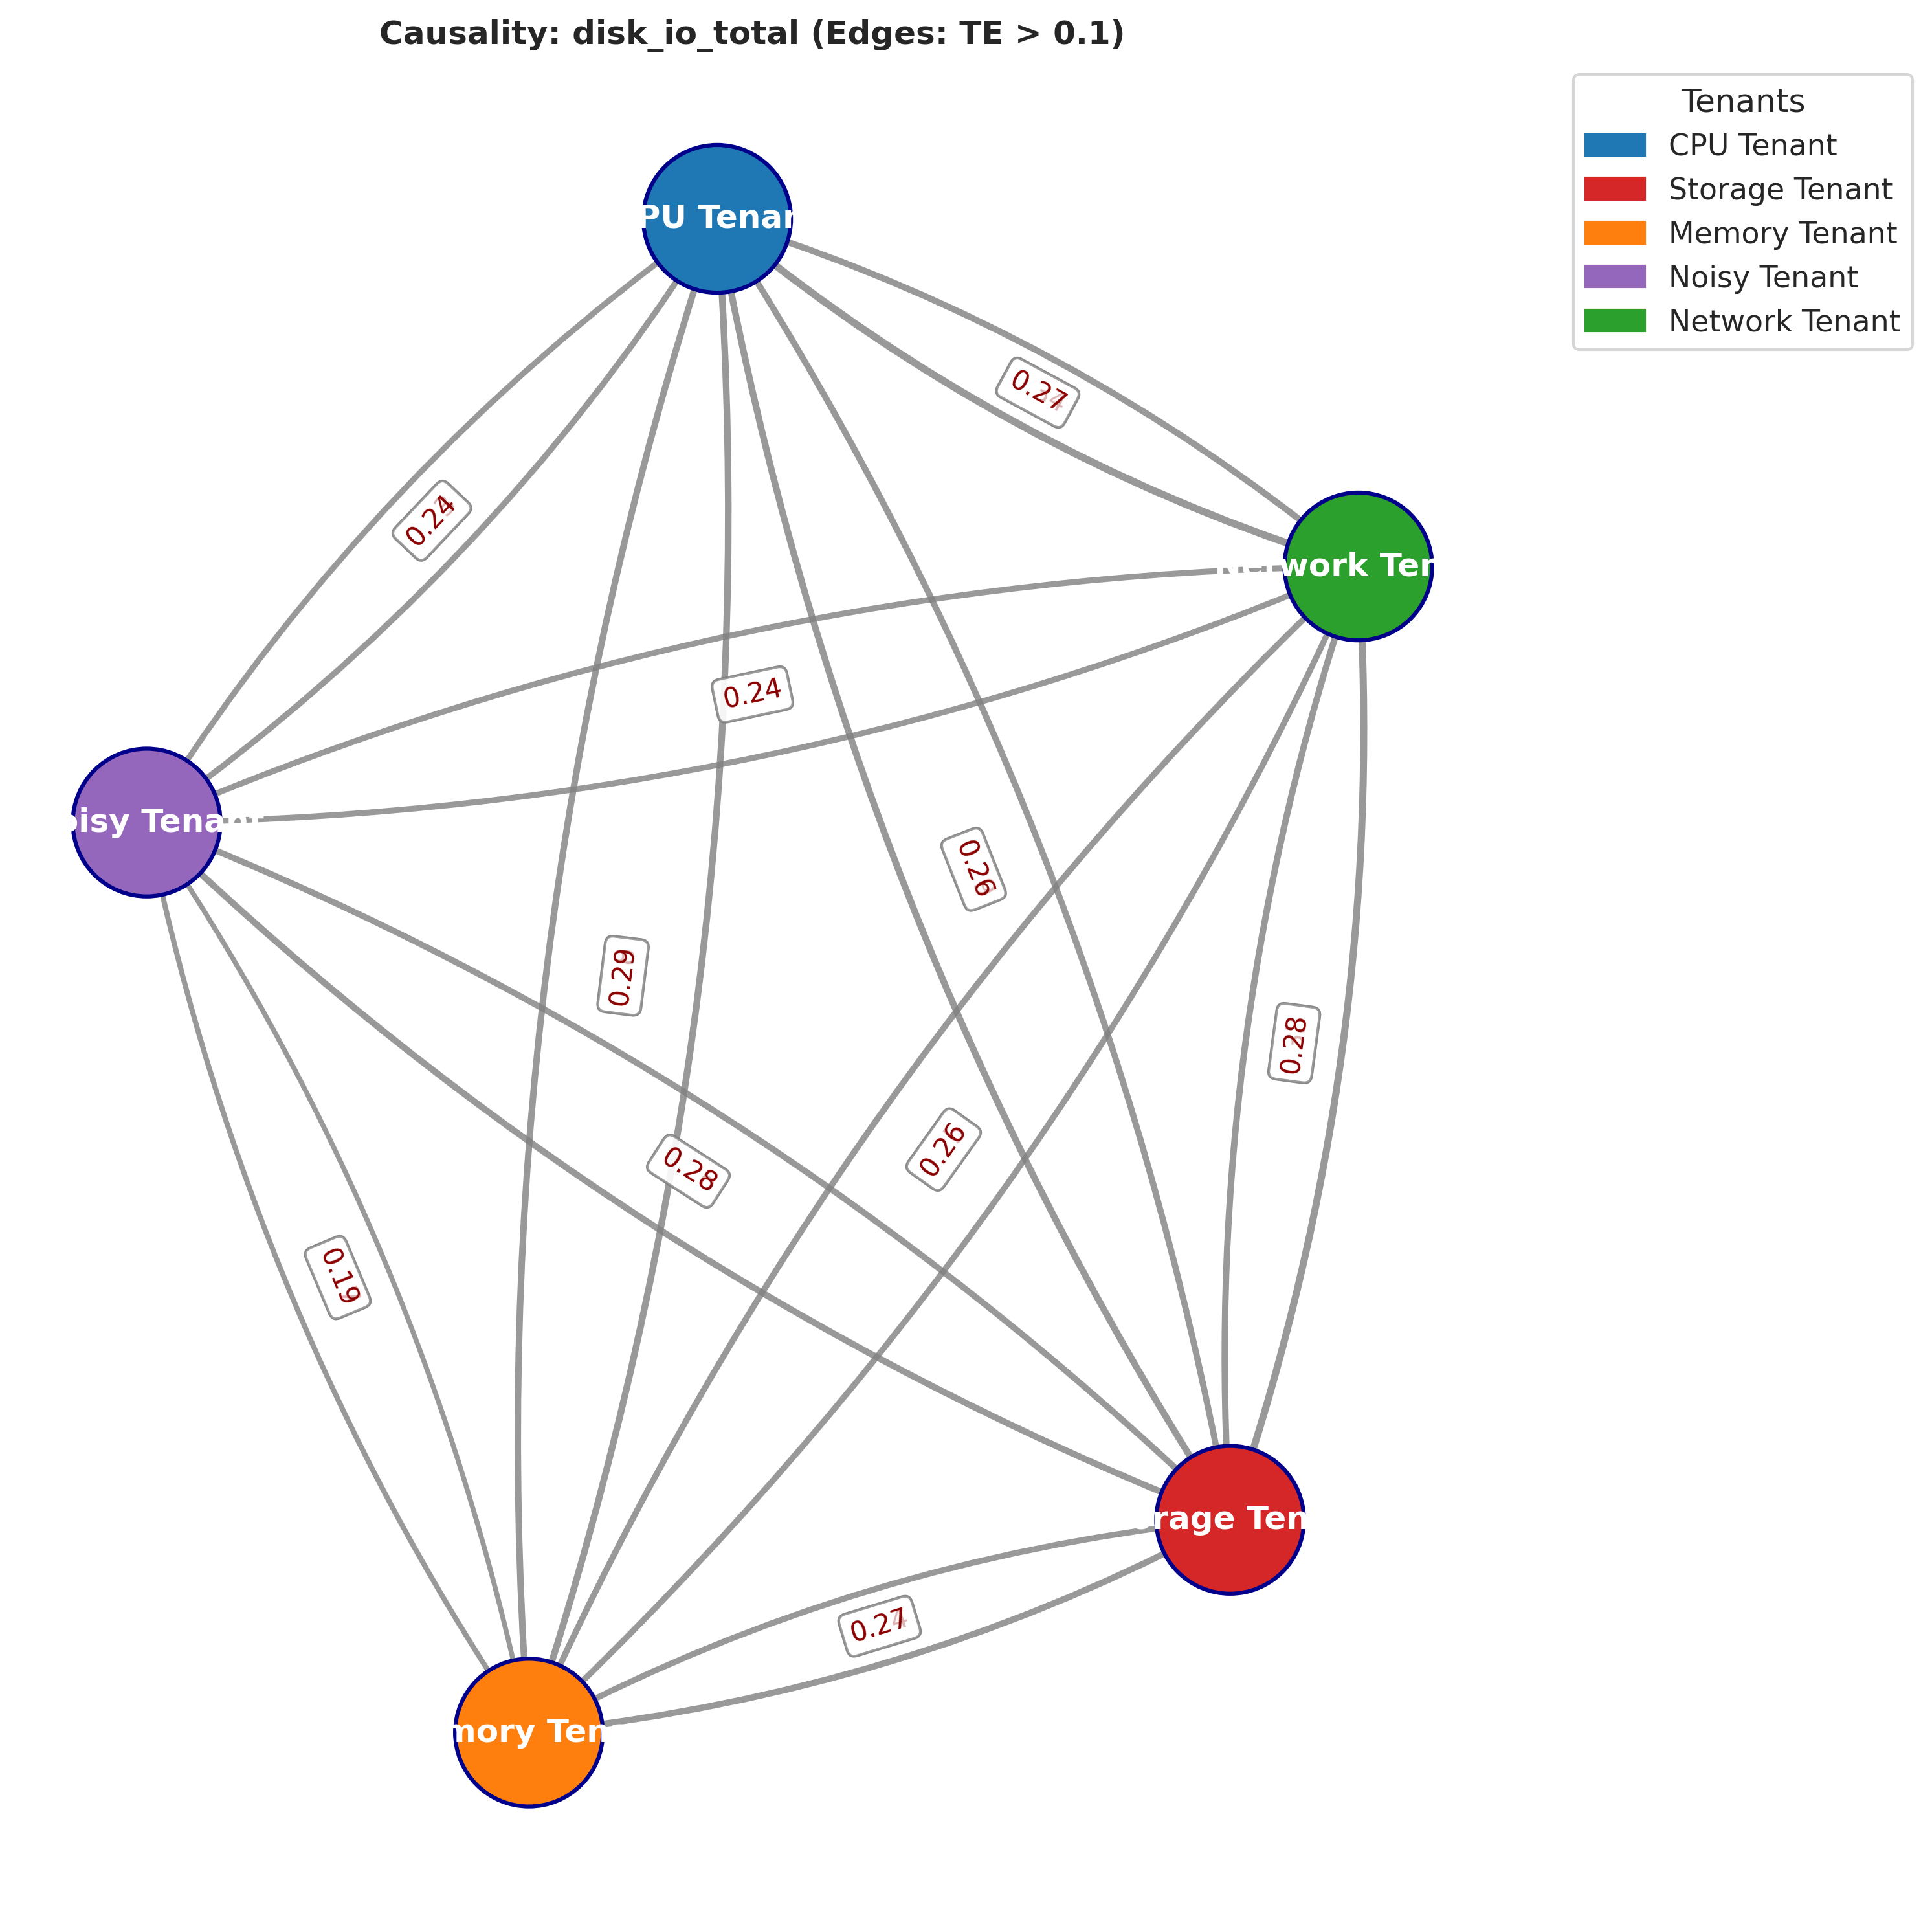 Causality: disk_io_total (Edges: TE > 0.1)
Tenants
CPU Tenant
Storage Tenant
Memory Tenant
Noisy Tenant
Network Tenant
PU Tenan
0.27
0.24
work Ten
0.24
oisy Tena
0.26
0.29
0.28
0.26
0.28
0.19
rage Ten
0.27
mory Ten